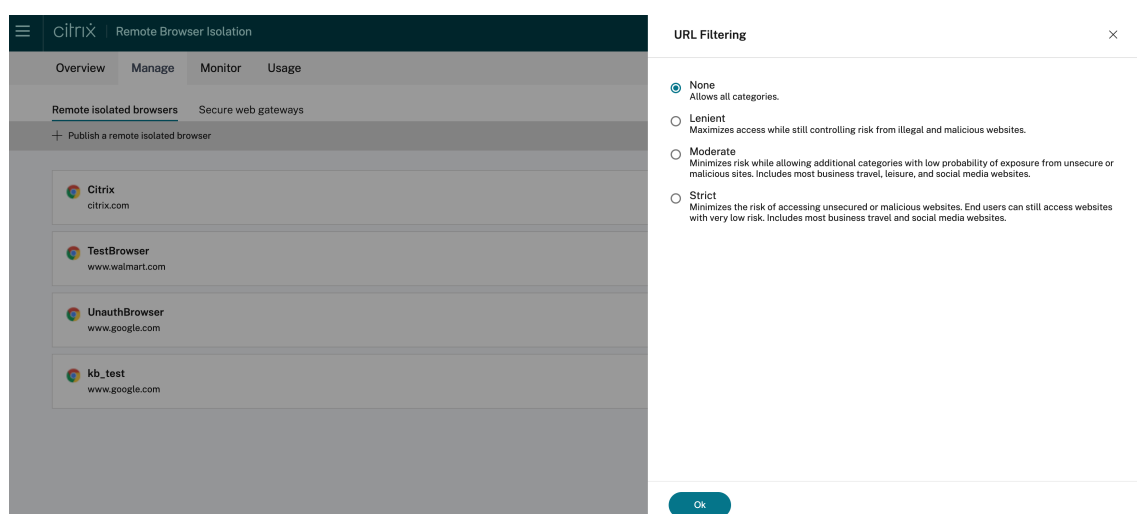 citrix | Remote Browser Isolation
Overview Manage Monitor Usage
Remote isolated browsers Secure web gateways
+ Publish a remote isolated browser
Citrix
citrix.com
TestBrowser
www.walmart.com
UnauthBrowser
www.google.com
kb_test
www.google.com
URL Filtering
None
Allows all categories.
Lenient
Maximizes access while still controlling risk from illegal and malicious websites.
Moderate
Minimizes risk while allowing additional categories with low probability of exposure from unsecure or
malicious sites. Includes most business travel, leisure, and social media websites.
Strict
Minimizes the risk of accessing unsecured or malicious websites. End users can still access websites
with very low risk. Includes most business travel and social media websites.
Ok